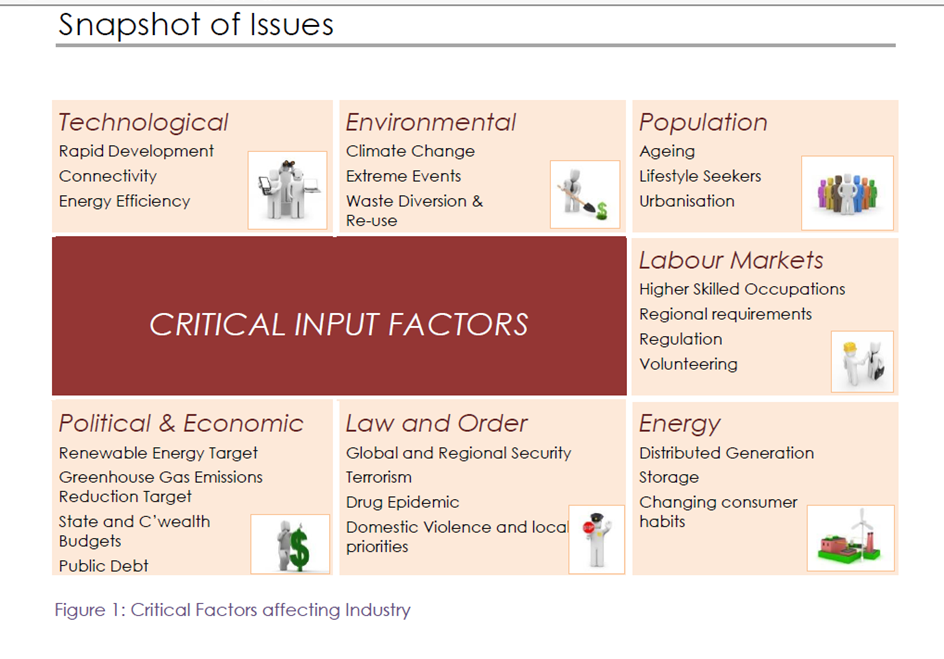 Snapshot of Issues
Technological
Rapid Development
Connectivity
Energy Efficiency
Environmental
Climate Change
Extreme Events
Waste Diversion &
Re-use
Population
Ageing
Lifestyle Seekers
Urbanisation
CRITICAL INPUT FACTORS
Labour Markets
Higher Skilled Occupations
Regional requirements
Regulation
Volunteering
Political & Economic
Renewable Energy Target
Greenhouse Gas Emissions
Reduction Target
State and C'wealth
Budgets
Public Debt
Law and Order
Global and Regional Security
Terrorism
Drug Epidemic
Domestic Violence and local
priorities
STOP
Energy
Distributed Generation
Storage
Changing consumer
habits
Figure 1: Critical Factors affecting Industry